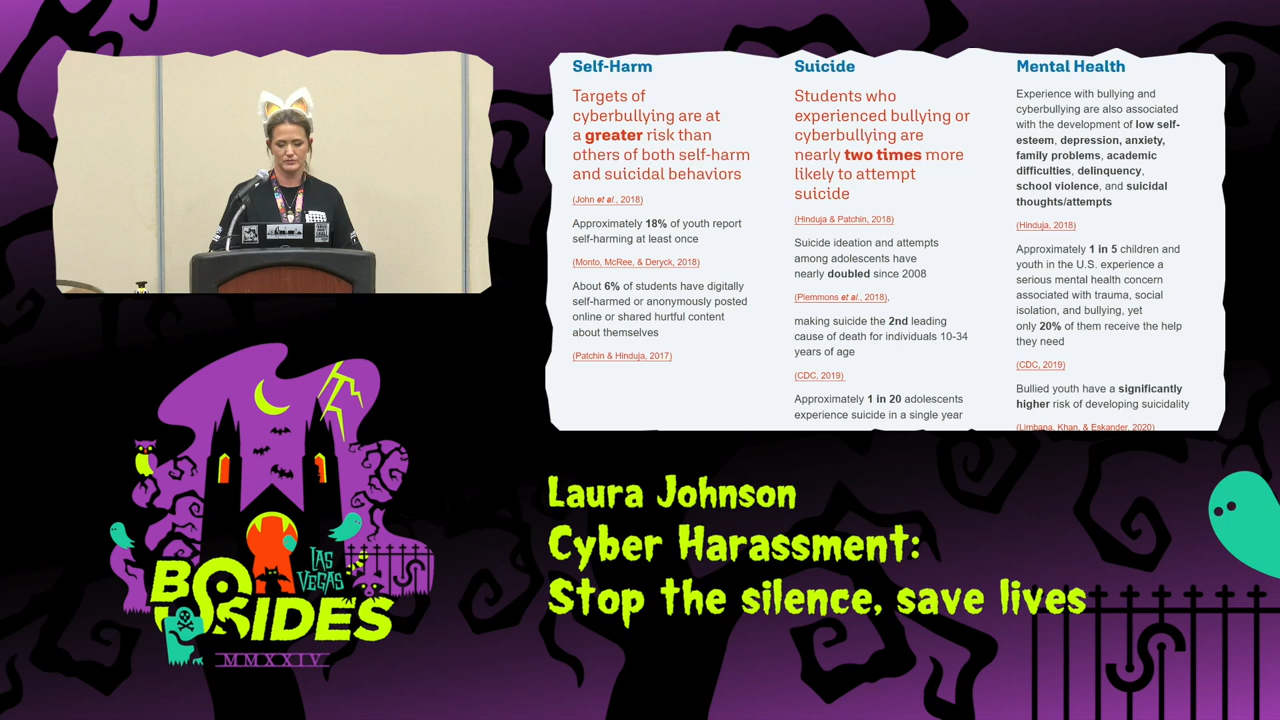 Self-Harm
Targets of
cyberbullying are at
a greater risk than
others of both self-harm
and suicidal behaviors
(John et al., 2018)
Approximately 18% of youth report
self-harming at least once
(Monto, McRee, & Deryck, 2018)
About 6% of students have digitally
self-harmed or anonymously posted
online or shared hurtful content
about themselves
(Patchin & Hinduja, 2017)
Suicide
Students who
experienced bullying or
cyberbullying are
nearly two times more
likely to attempt
suicide
(Hinduja & Patchin, 2018)
Suicide ideation and attempts
among adolescents have
nearly doubled since 2008
(Plemmons et al., 2018),
making suicide the 2nd leading
cause of death for individuals 10-34
years of age
(CDC, 2019)
Approximately 1 in 20 adolescents
experience suicide in a single year
Mental Health
Experience with bullying and
cyberbullying are also associated
with the development of low self-
esteem, depression, anxiety,
family problems, academic
difficulties, delinquency,
school violence, and suicidal
thoughts/attempts
(Hinduja, 2018)
Approximately 1 in 5 children and
youth in the U.S. experience a
serious mental health concern
associated with trauma, social
isolation, and bullying, yet
only 20% of them receive the help
they need
(CDC, 2019)
Bullied youth have a significantly
higher risk of developing suicidality
(Limbana, Khan, & Eskander, 2020)
Laura Johnson
Cyber Harassment:
Stop the silence, save lives
LAS
VEGAS
BSIDES
MMXXIV